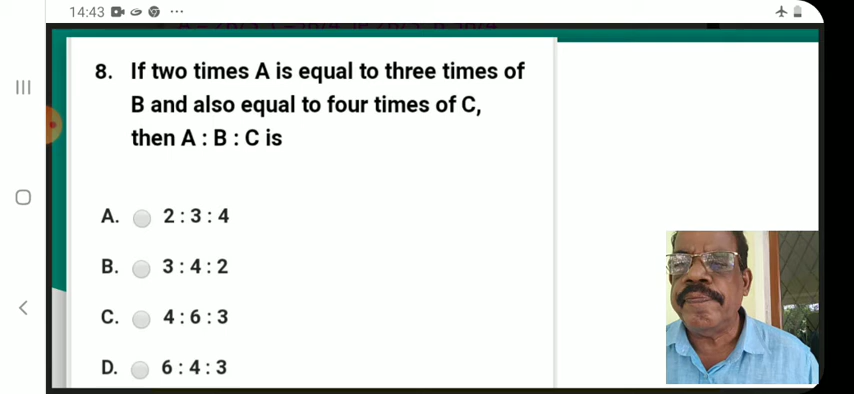 14:43
8. If two times A is equal to three times of
B and also equal to four times of C,
then A : B : C is
A. 2 : 3 : 4
B. 3 : 4 : 2
C. 4 : 6 : 3
D. 6 : 4 : 3